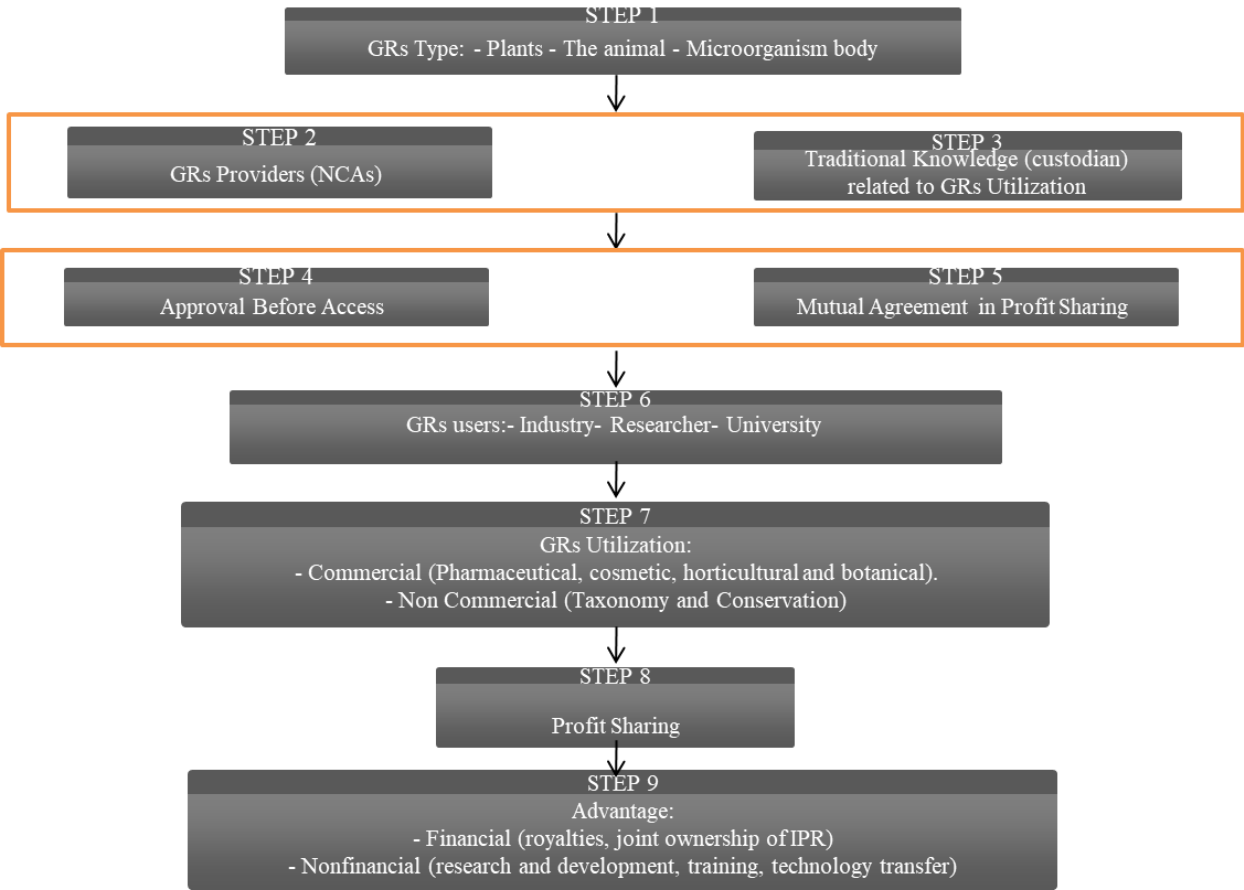 STEP 1
GRs Type: - Plants - The animal - Microorganism body
STEP 2
GRs Providers (NCAs)
STEP 3
Traditional Knowledge (custodian)
related to GRs Utilization
STEP 4
Approval Before Access
STEP 5
Mutual Agreement in Profit Sharing
STEP 6
GRs users:- Industry- Researcher- University
STEP 7
GRs Utilization:
- Commercial (Pharmaceutical, cosmetic, horticultural and botanical).
- Non Commercial (Taxonomy and Conservation)
STEP 8
Profit Sharing
STEP 9
Advantage:
- Financial (royalties, joint ownership of IPR)
- Nonfinancial (research and development, training, technology transfer)